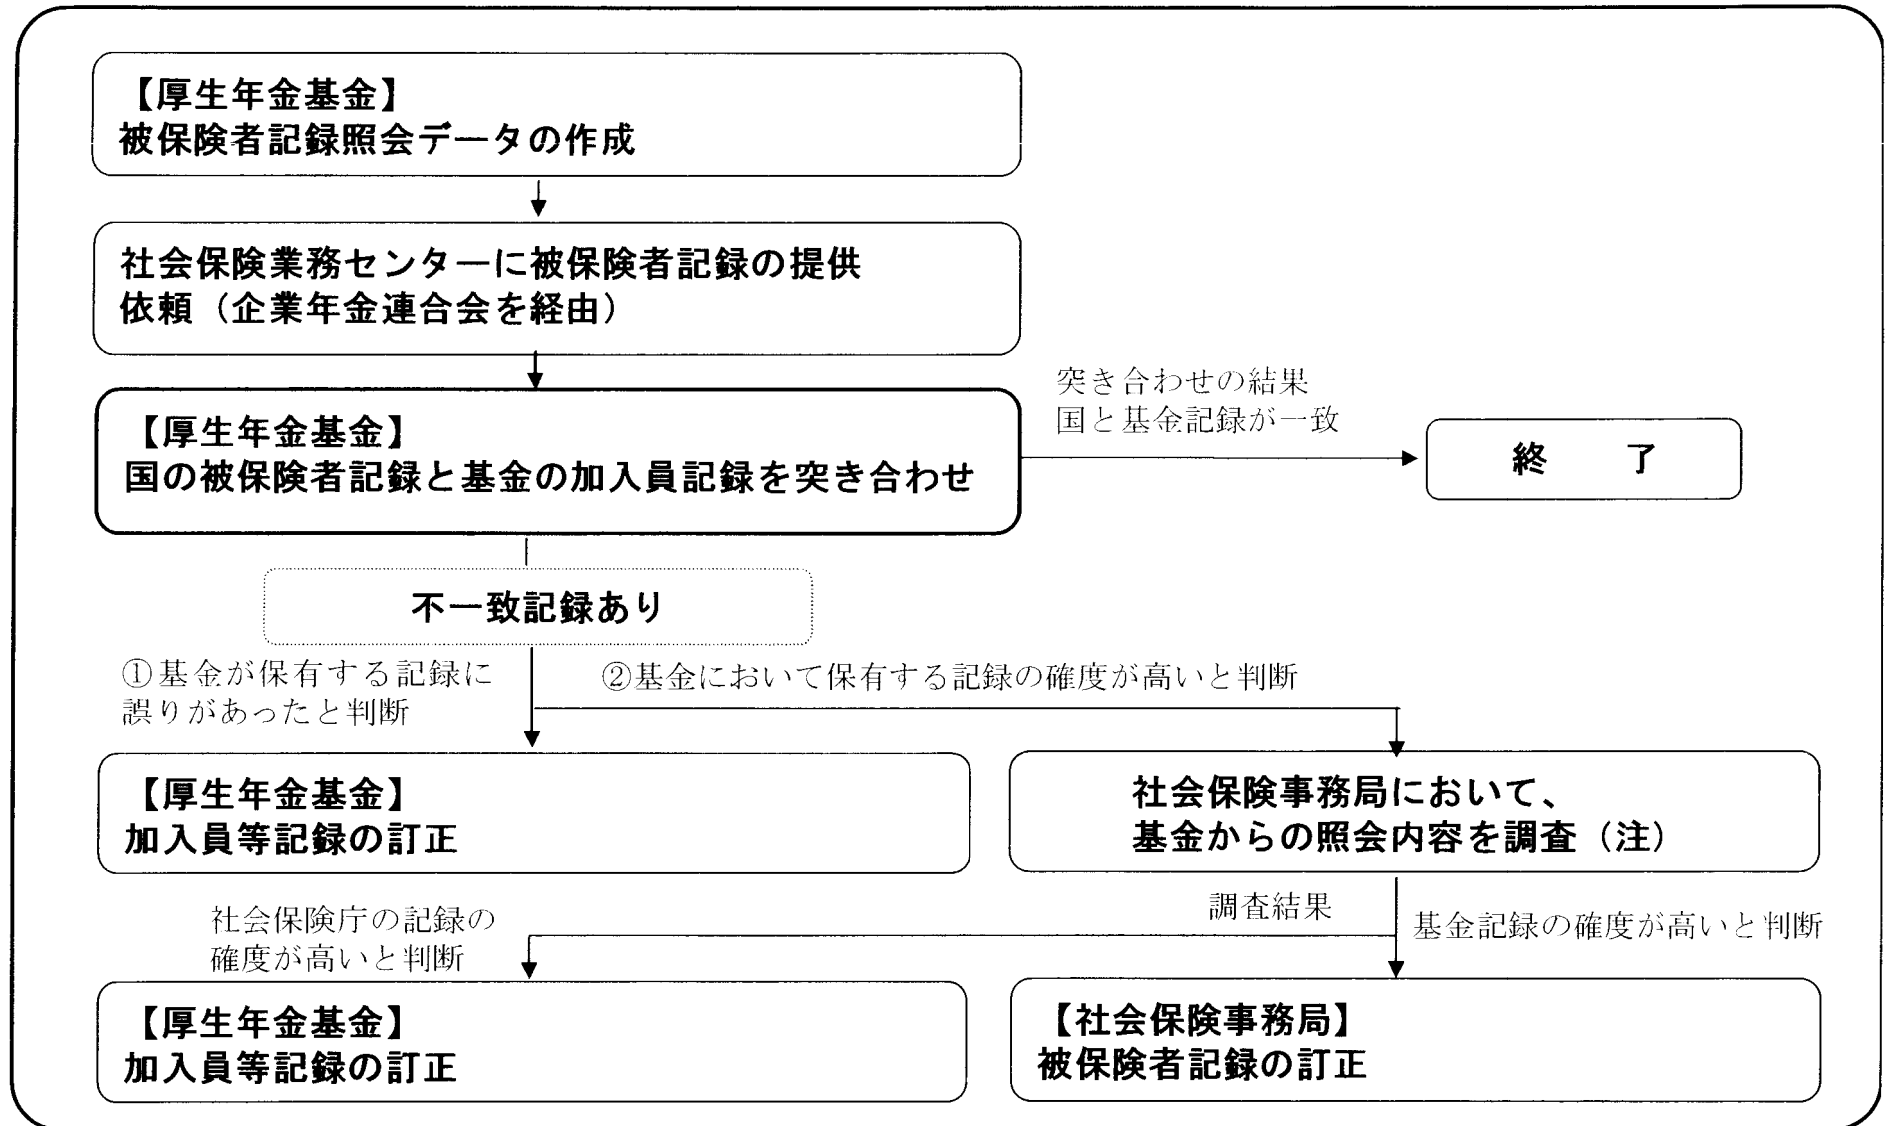 【厚生年金基金】
被保険者記録照会データの作成
社会保険業務センターに被保険者記録の提供
依頼（企業年金連合会を経由）
【厚生年金基金】
国の被保険者記録と基金の加入員記録を突き合わせ
突き合わせの結果
国と基金記録が一致
終　　了
不一致記録あり
①基金が保有する記録に
誤りがあったと判断
②基金において保有する記録の確度が高いと判断
【厚生年金基金】
加入員等記録の訂正
社会保険事務局において、
基金からの照会内容を調査（注）
社会保険庁の記録の
確度が高いと判断
調査結果
基金記録の確度が高いと判断
【厚生年金基金】
加入員等記録の訂正
【社会保険事務局】
被保険者記録の訂正